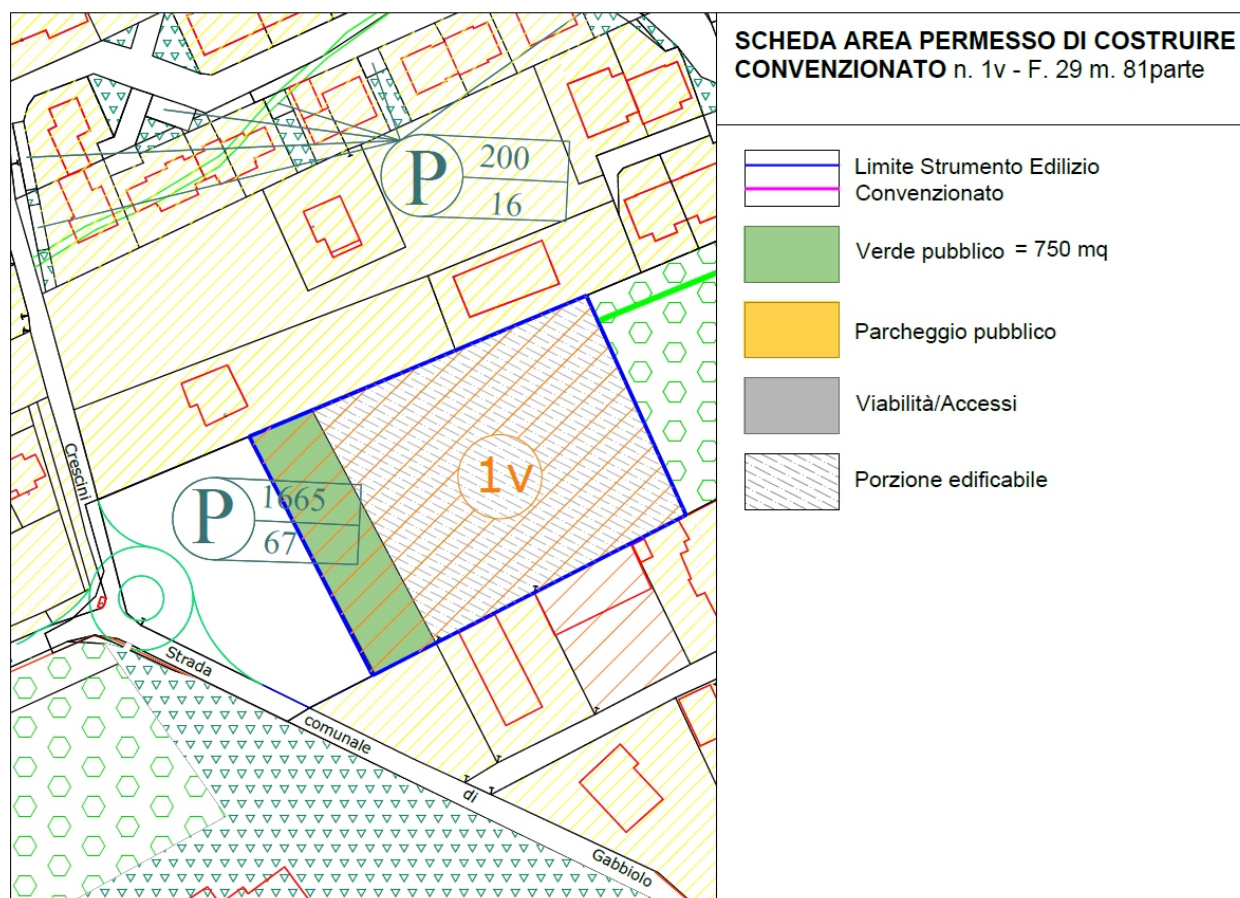 SCHEDA AREA PERMESSO DI COSTRUIRE
CONVENZIONATO n. 1v - F. 29 m. 81parte
Limite Strumento Edilizio
Convenzionato
Verde pubblico = 750 mq
Parcheggio pubblico
Viabilità/Accessi
Porzione edificabile
P
200
16
1v
P
1665
67
Crescini
Strada
comunale
di
Gabbiolo